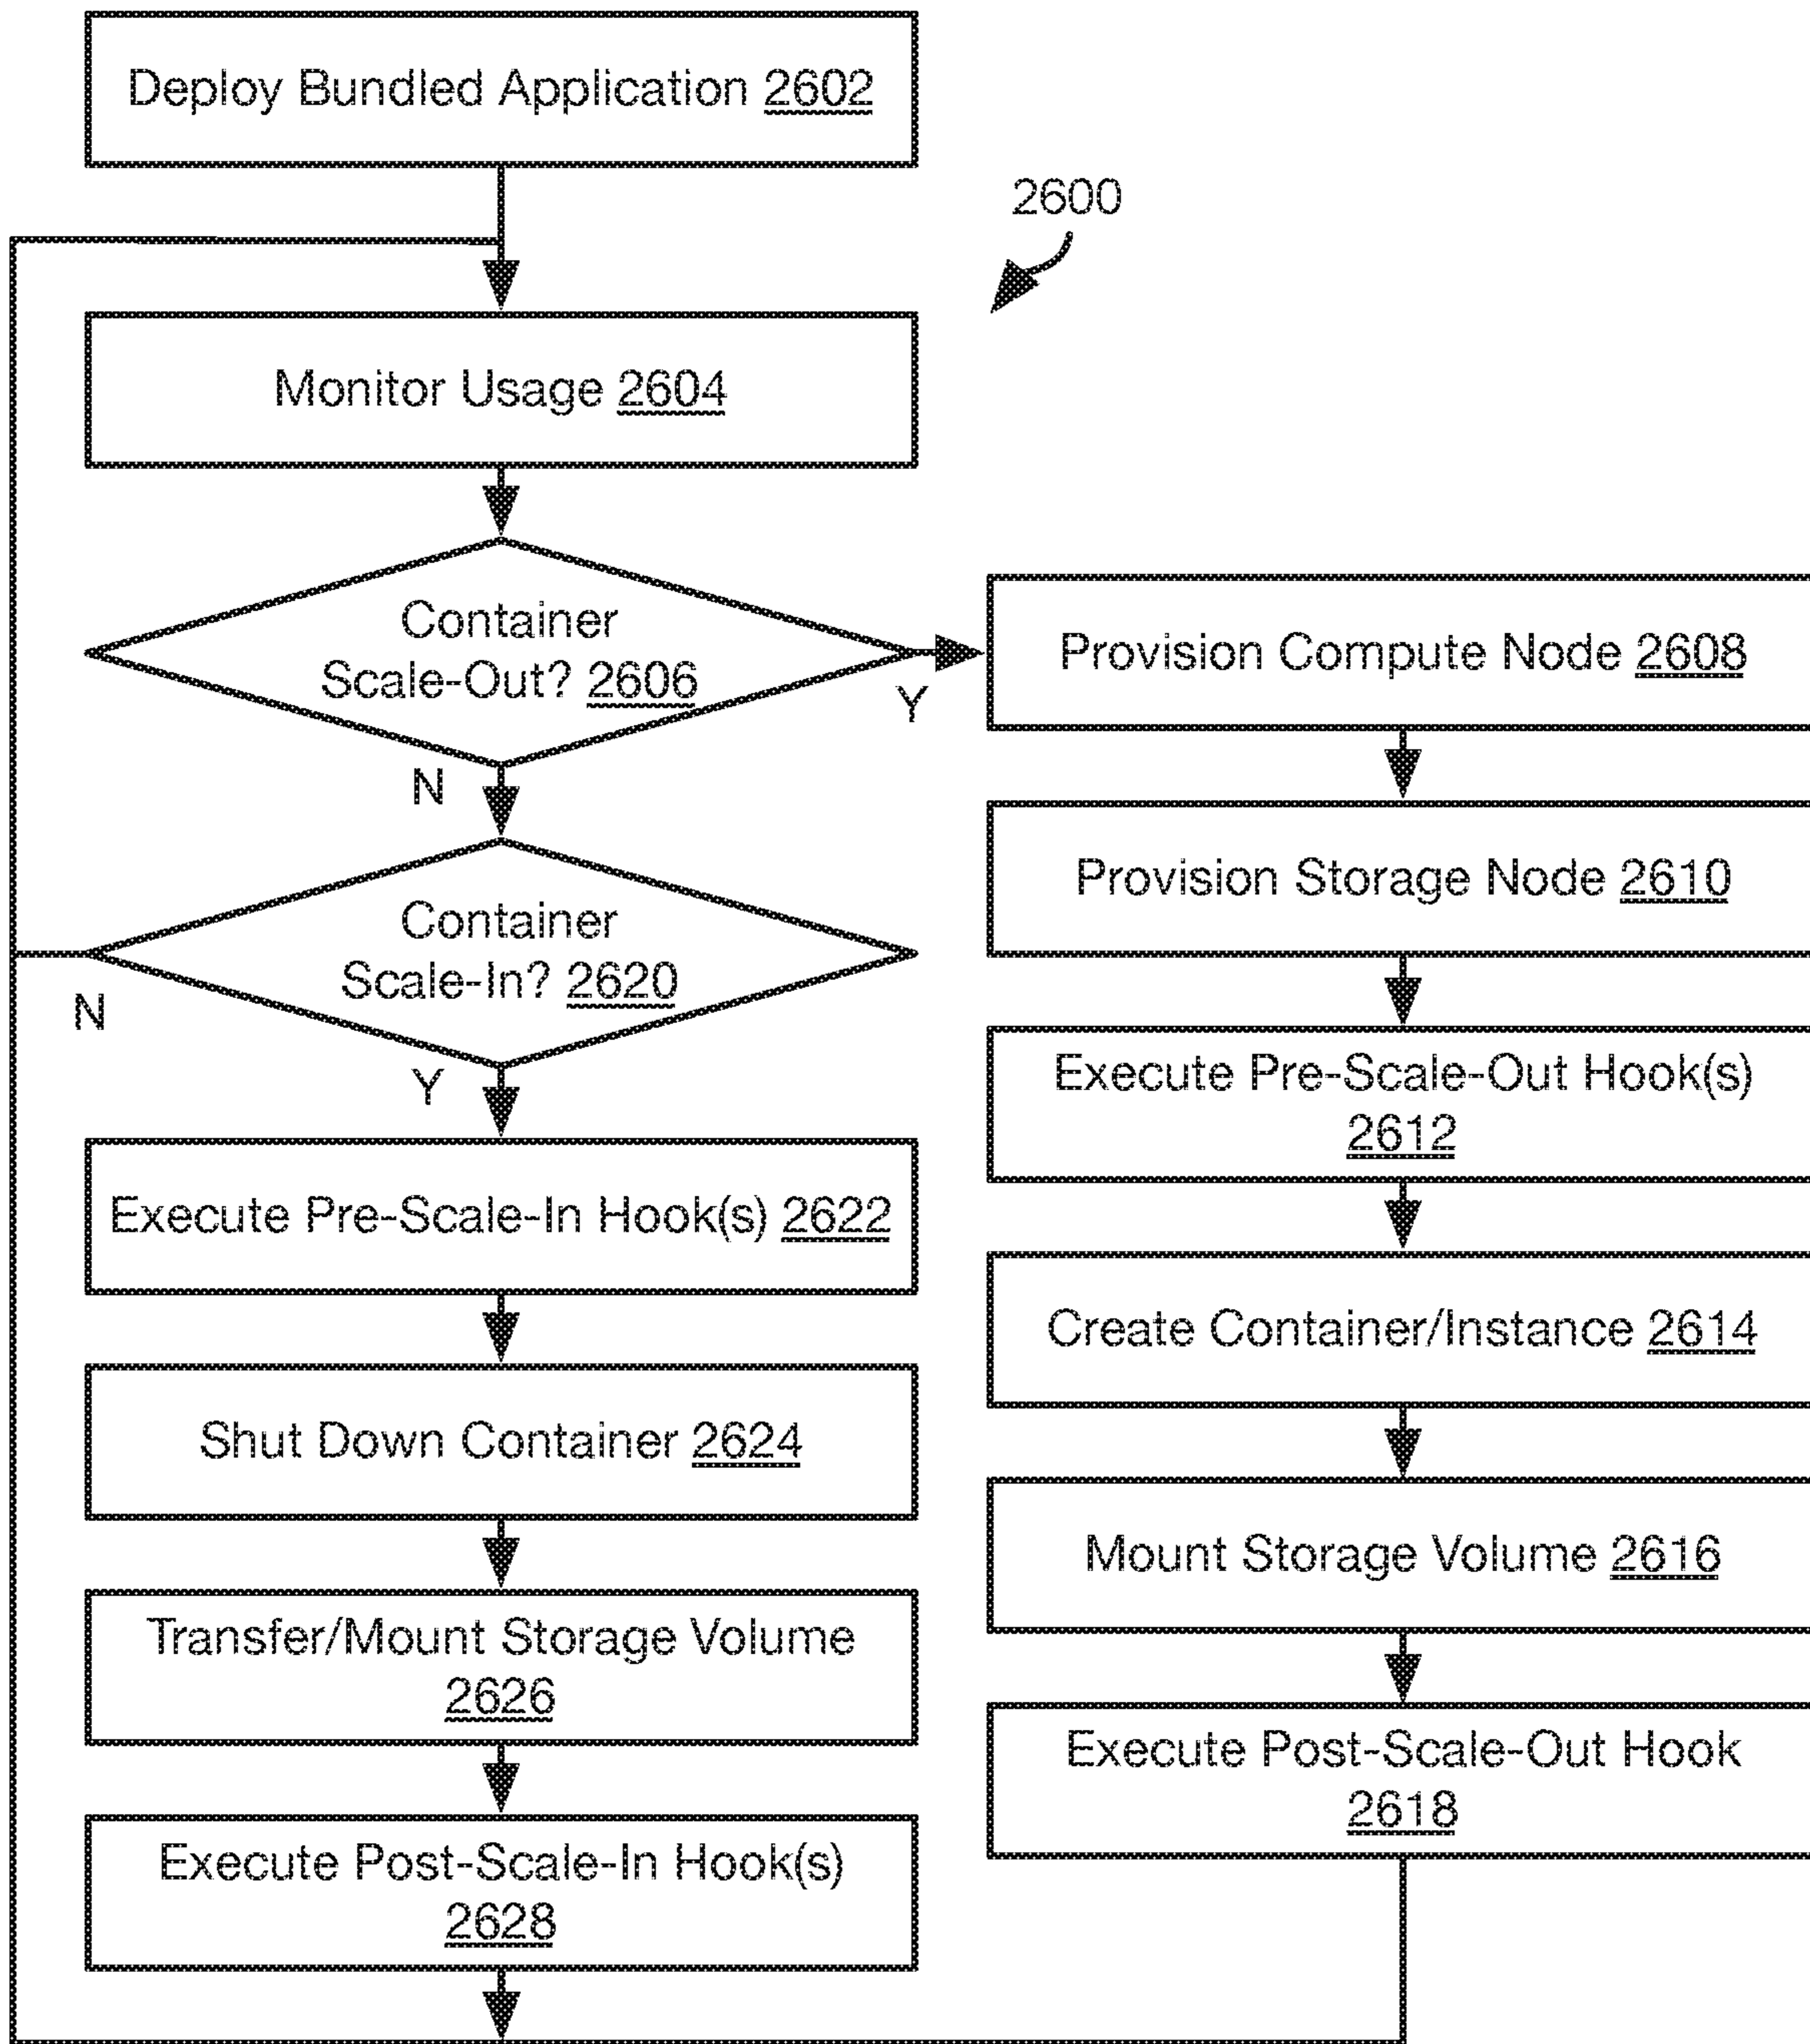 Deploy Bundled Application 2602
2600
Monitor Usage 2604
Container
Scale-Out? 2606
Y
N
Provision Compute Node 2608
Provision Storage Node 2610
Execute Pre-Scale-Out Hook(s)
2612
Create Container/Instance 2614
Mount Storage Volume 2616
Execute Post-Scale-Out Hook
2618
Container
Scale-In? 2620
N
Y
Execute Pre-Scale-In Hook(s) 2622
Shut Down Container 2624
Transfer/Mount Storage Volume
2626
Execute Post-Scale-In Hook(s)
2628